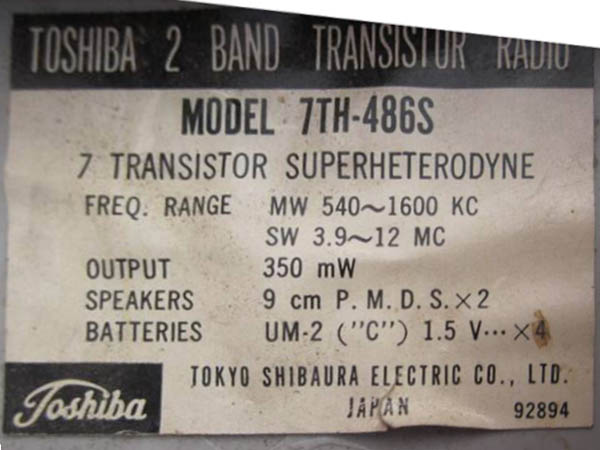 TOSHIBA 2 BAND TRANSISTOR RADIO
MODEL 7TH-486S
7 TRANSISTOR SUPERHETERODYNE
FREQ. RANGE MW 540~1600 KC
SW 3.9~12 MC
OUTPUT 350 mW
SPEAKERS 9 cm P. M. D. S. × 2
BATTERIES UM-2 ("C") 1.5 V··· × 4
Toshiba
TOKYO SHIBAURA ELECTRIC CO., LTD.
JAPAN 92894